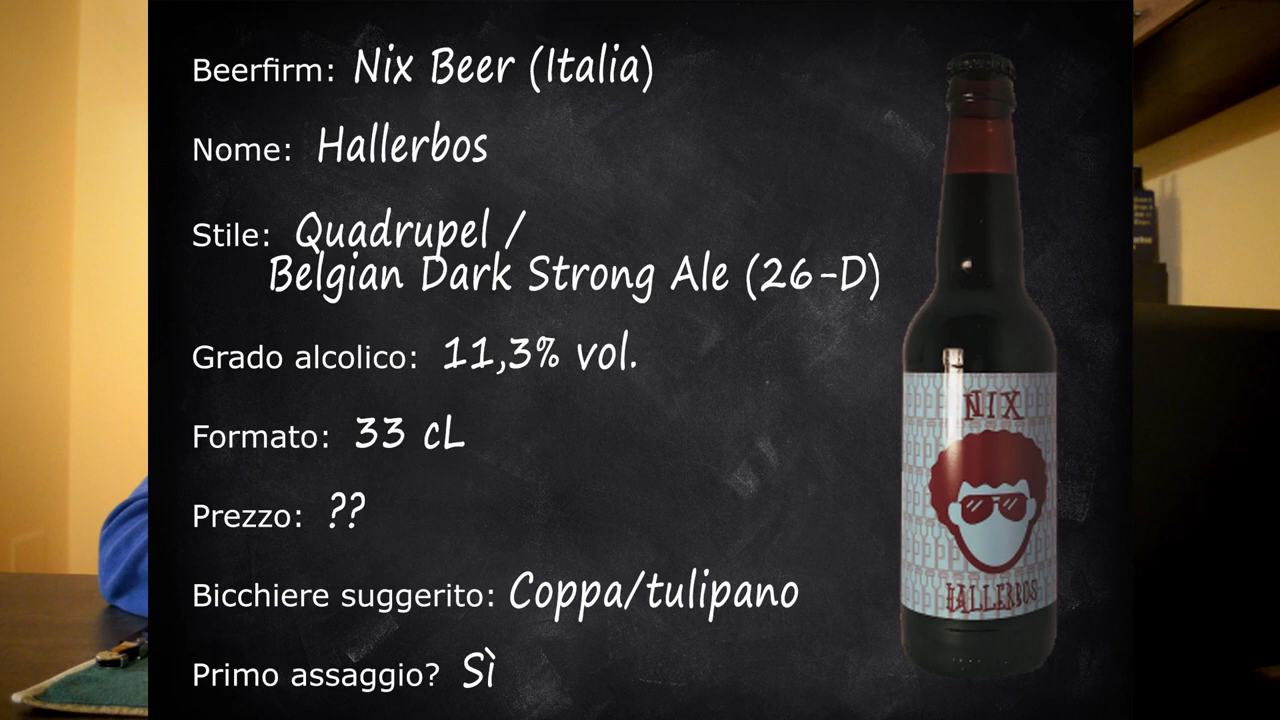 Beerfirm: Nix Beer (Italia)
Nome: Hallerbos
Stile: Quadrupel /
Belgian Dark Strong Ale (26-D)
Grado alcolico: 11,3% vol.
Formato: 33 cL
Prezzo: ??
Bicchiere suggerito: Coppa/tulipano
Primo assaggio? Sì
NIX
HALLERBOS